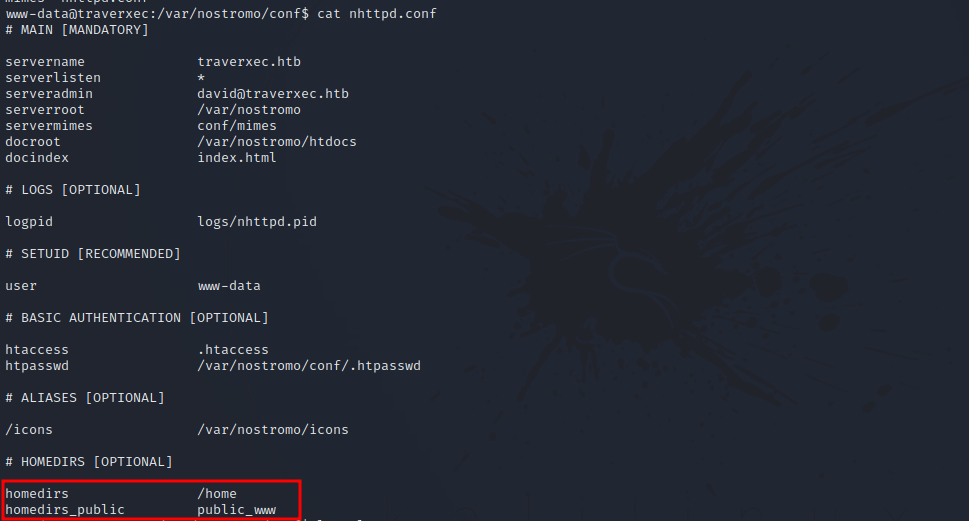 www-data@traverxec:/var/nostromo/conf$ cat nhttpd.conf
# MAIN [MANDATORY]
servername traverxec.htb
serverlisten *
serveradmin david@traverxec.htb
serverroot /var/nostromo
servermimes conf/mimes
docroot /var/nostromo/htdocs
docindex index.html
# LOGS [OPTIONAL]
logpid logs/nhttpd.pid
# SETUID [RECOMMENDED]
user www-data
# BASIC AUTHENTICATION [OPTIONAL]
htaccess .htaccess
htpasswd /var/nostromo/conf/.htpasswd
# ALIASES [OPTIONAL]
/icons /var/nostromo/icons
# HOMEDIRS [OPTIONAL]
homedirs /home
homedirs_public public_www